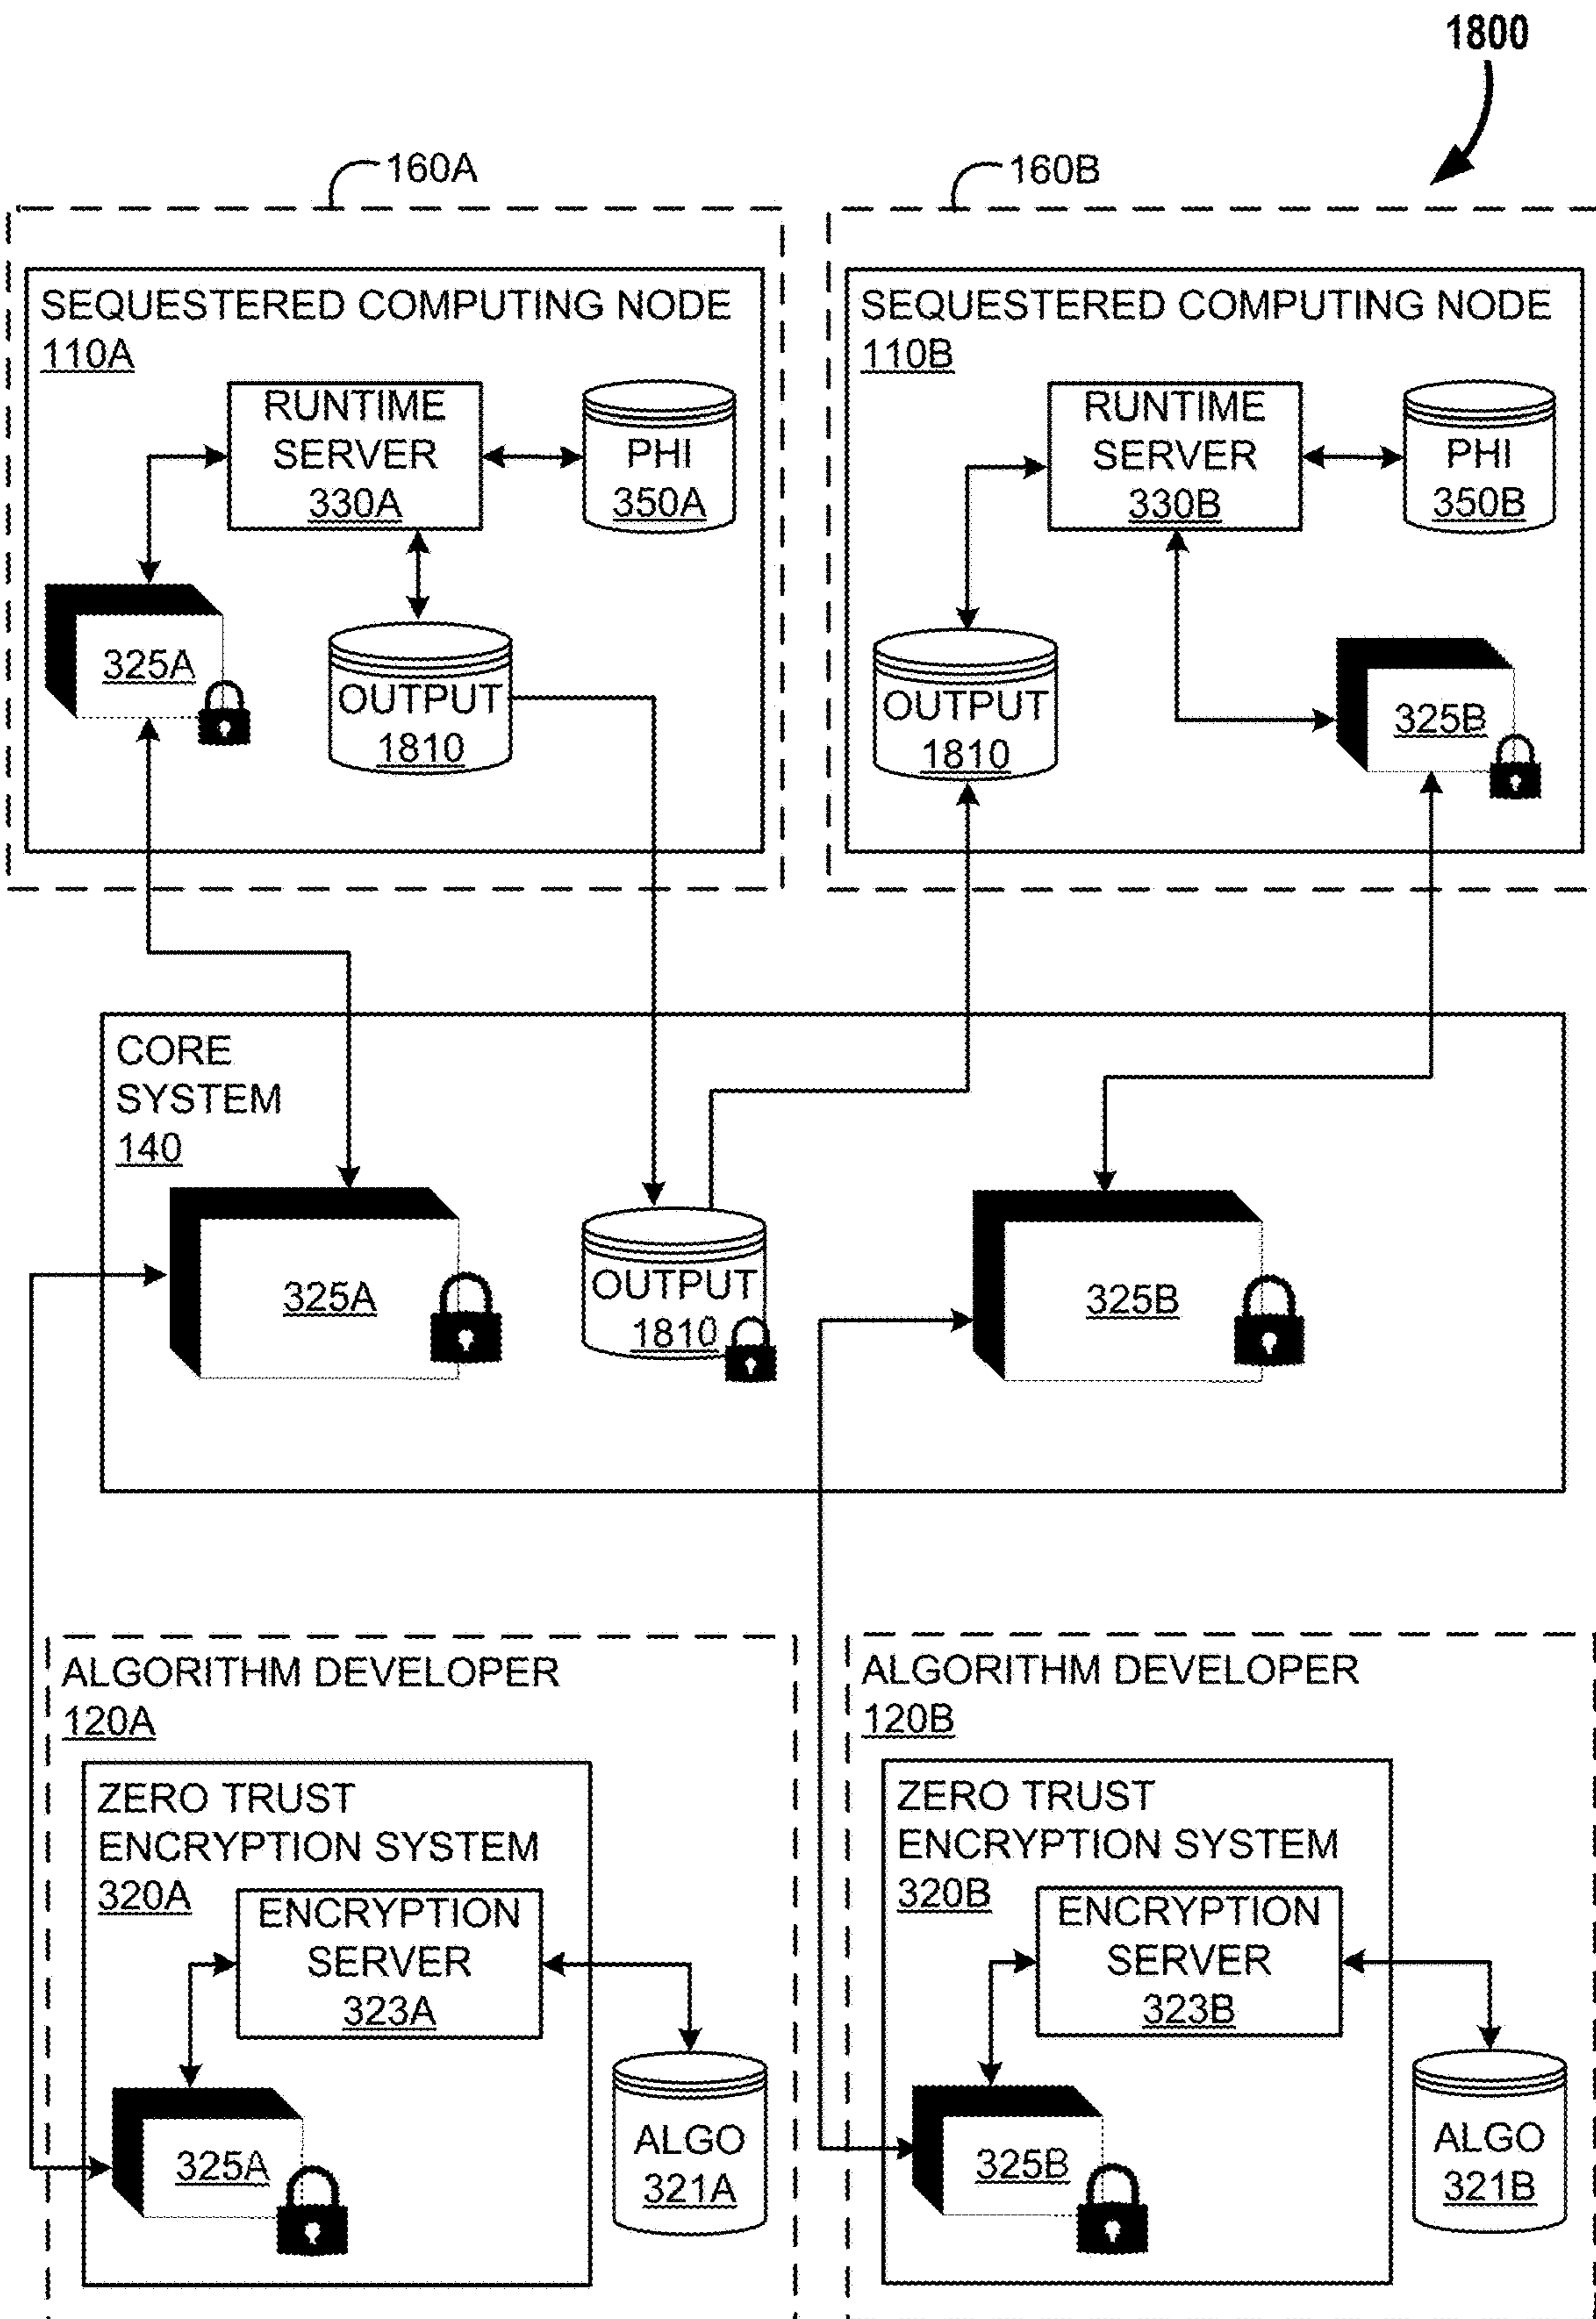 1800
160A
160B
SEQUESTERED COMPUTING NODE
110A
RUNTIME
SERVER
330A
PHI
350A
325A
OUTPUT
1810
SEQUESTERED COMPUTING NODE
110B
RUNTIME
SERVER
330B
PHI
350B
OUTPUT
1810
325B
CORE
SYSTEM
140
325A
OUTPUT
1810
325B
ALGORITHM DEVELOPER
120A
ZERO TRUST
ENCRYPTION SYSTEM
320A
ENCRYPTION
SERVER
323A
325A
ALGO
321A
ALGORITHM DEVELOPER
120B
ZERO TRUST
ENCRYPTION SYSTEM
320B
ENCRYPTION
SERVER
323B
325B
ALGO
321B